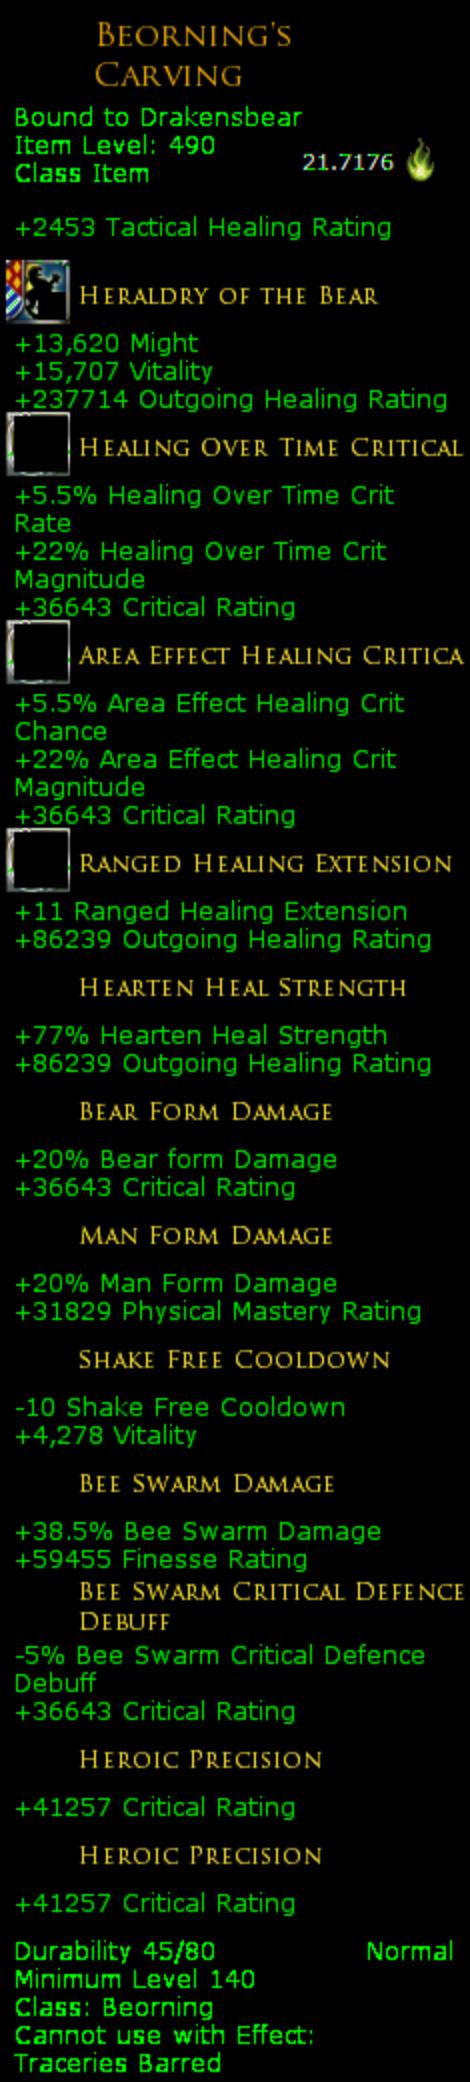 Beorning's
Carving
Bound to Drakensbear
Item Level: 490
21.7176
Class Item
+2453 Tactical Healing Rating
Heraldry of the Bear
+13,620 Might
+15,707 Vitality
+237714 Outgoing Healing Rating
Healing Over Time Critical
+5.5% Healing Over Time Crit
Rate
+22% Healing Over Time Crit
Magnitude
+36643 Critical Rating
Area Effect Healing Critica
+5.5% Area Effect Healing Crit
Chance
+22% Area Effect Healing Crit
Magnitude
+36643 Critical Rating
Ranged Healing Extension
+11 Ranged Healing Extension
+86239 Outgoing Healing Rating
Hearten Heal Strength
+77% Hearten Heal Strength
+86239 Outgoing Healing Rating
Bear Form Damage
+20% Bear form Damage
+36643 Critical Rating
Man Form Damage
+20% Man Form Damage
+31829 Physical Mastery Rating
Shake Free Cooldown
-10 Shake Free Cooldown
+4,278 Vitality
Bee Swarm Damage
+38.5% Bee Swarm Damage
+59455 Finesse Rating
Bee Swarm Critical Defence
Debuff
-5% Bee Swarm Critical Defence
Debuff
+36643 Critical Rating
Heroic Precision
+41257 Critical Rating
Heroic Precision
+41257 Critical Rating
Durability 45/80 Normal
Minimum Level 140
Class: Beorning
Cannot use with Effect:
Traceries Barred